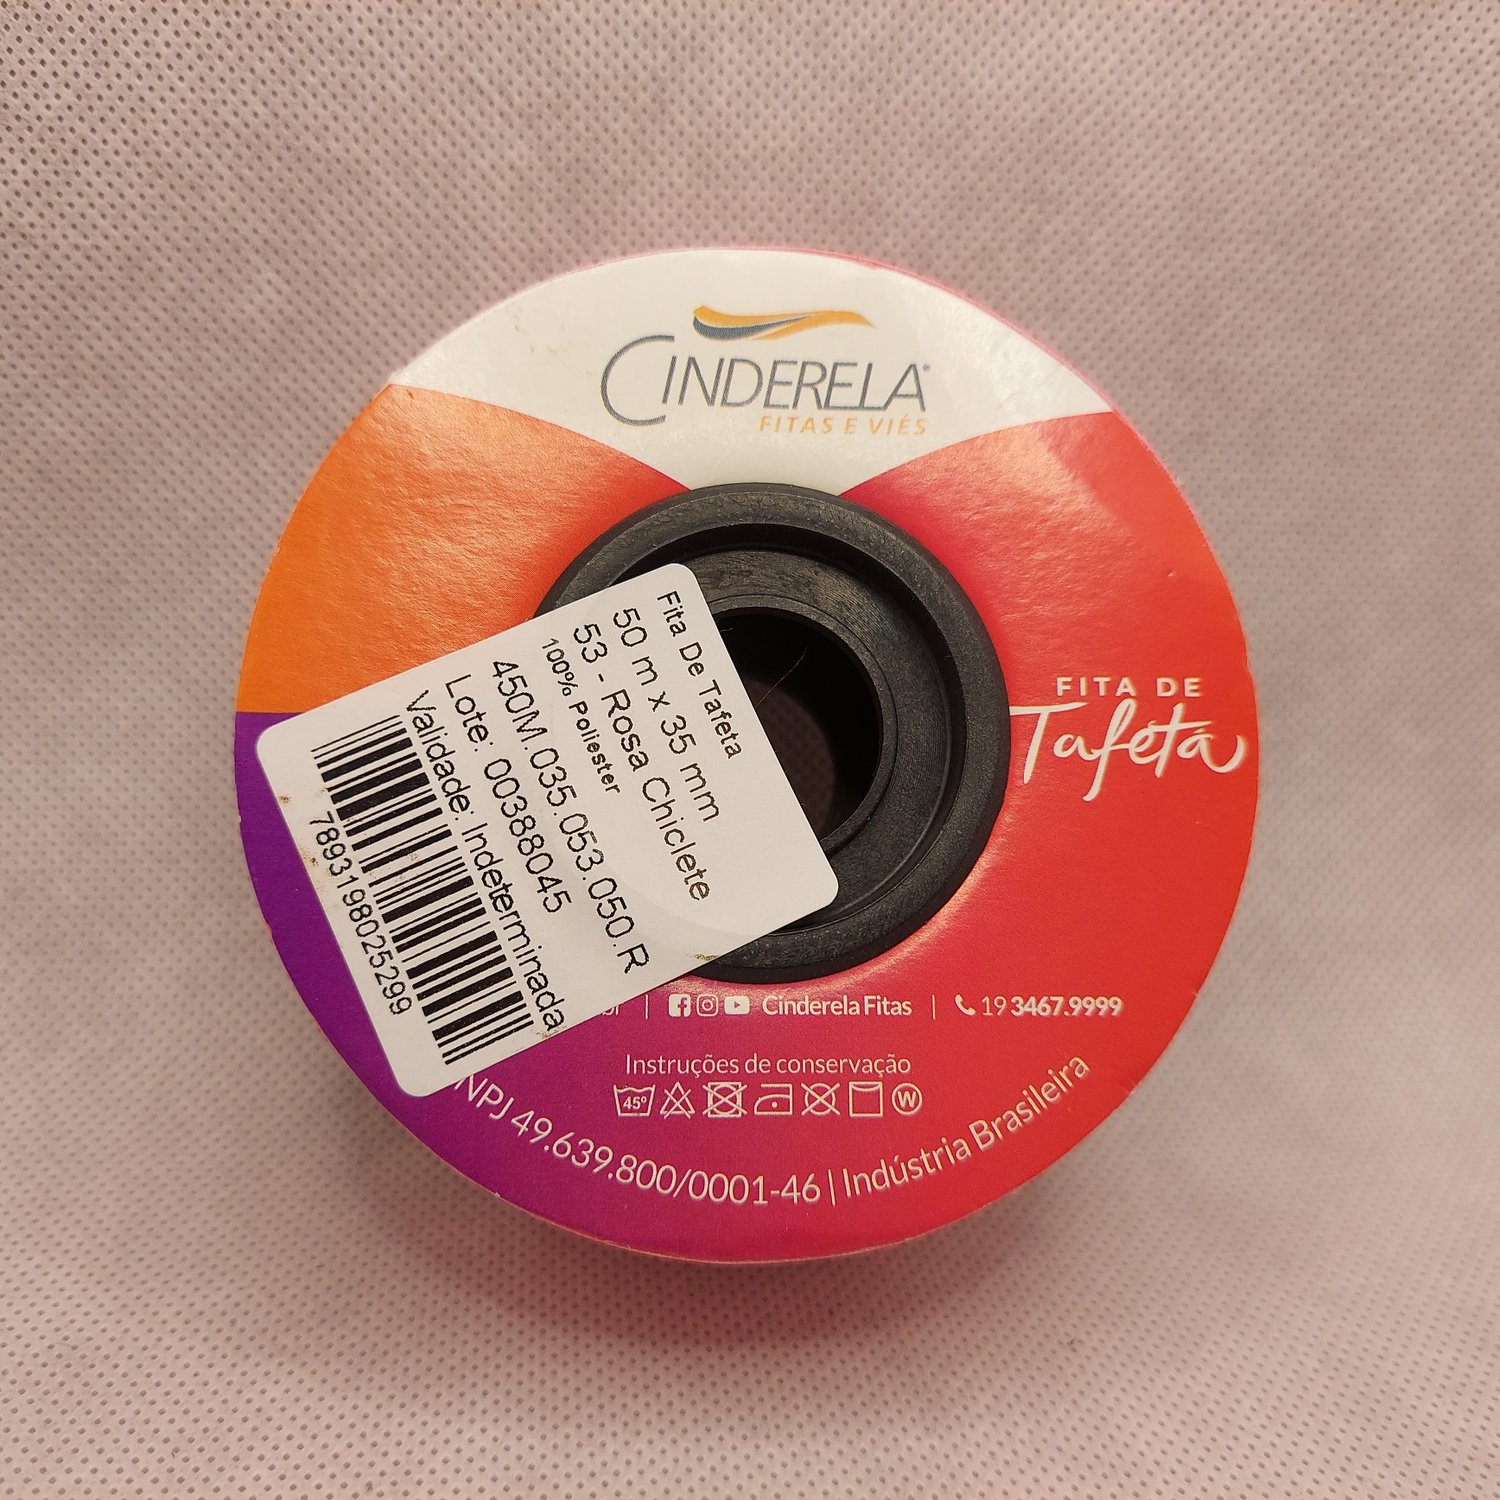 CINDERELA®
FITAS E VIÉS
FITA DE
Tafetá
Fita De Tafeta
50 m x 35 mm
53 - Rosa Chiclete
100% Poliester
450M.035.053.050.R
Lote: 00388045
Validade: Indeterminada
7893198025299
br | Cinderela Fitas | 19 3467.9999
Instruções de conservação
45° W
NPJ 49.639.800/0001-46 | Indústria Brasileira